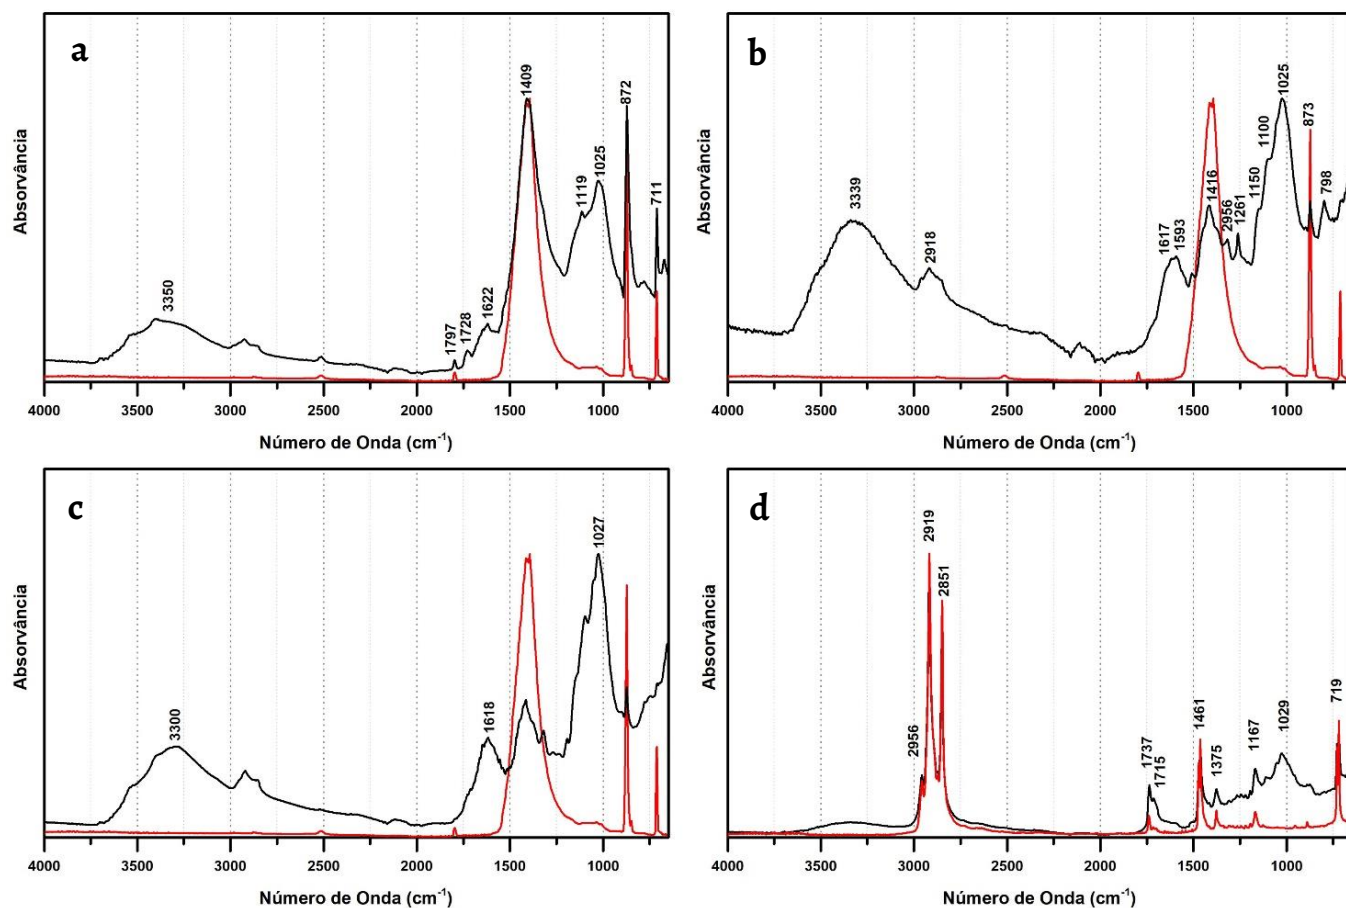 a
1409
872
1119
1025
711
3350
1797
1728
1622
Absorvância
4000 3500 3000 2500 2000 1500 1000
Número de Onda (cm-1)
b
1025
873
1100
1150
798
3339
2918
1617
1593
1416
2956
1261
Absorvância
4000 3500 3000 2500 2000 1500 1000
Número de Onda (cm-1)
c
1027
3300
1618
Absorvância
4000 3500 3000 2500 2000 1500 1000
Número de Onda (cm-1)
d
2919
2851
2956
1737
1715
1461
1375
1167
1029
719
Absorvância
4000 3500 3000 2500 2000 1500 1000
Número de Onda (cm-1)